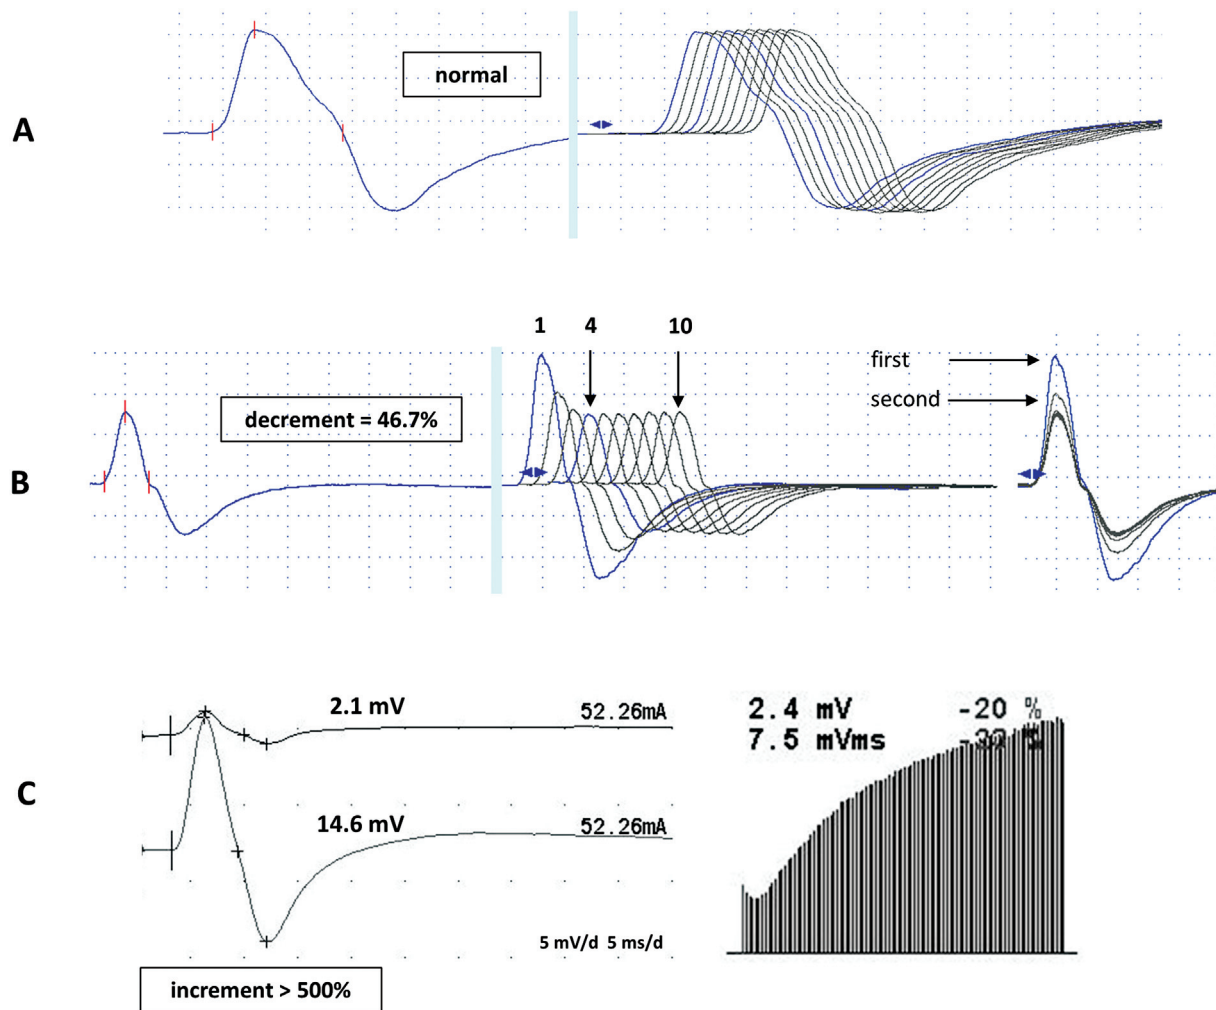 A
normal
B
decrement = 46.7%
1 4 10
first
second
C
2.1 mV
52.26mA
14.6 mV
52.26mA
5 mV/d 5 ms/d
increment > 500%
2.4 mV -20 %
7.5 mVms